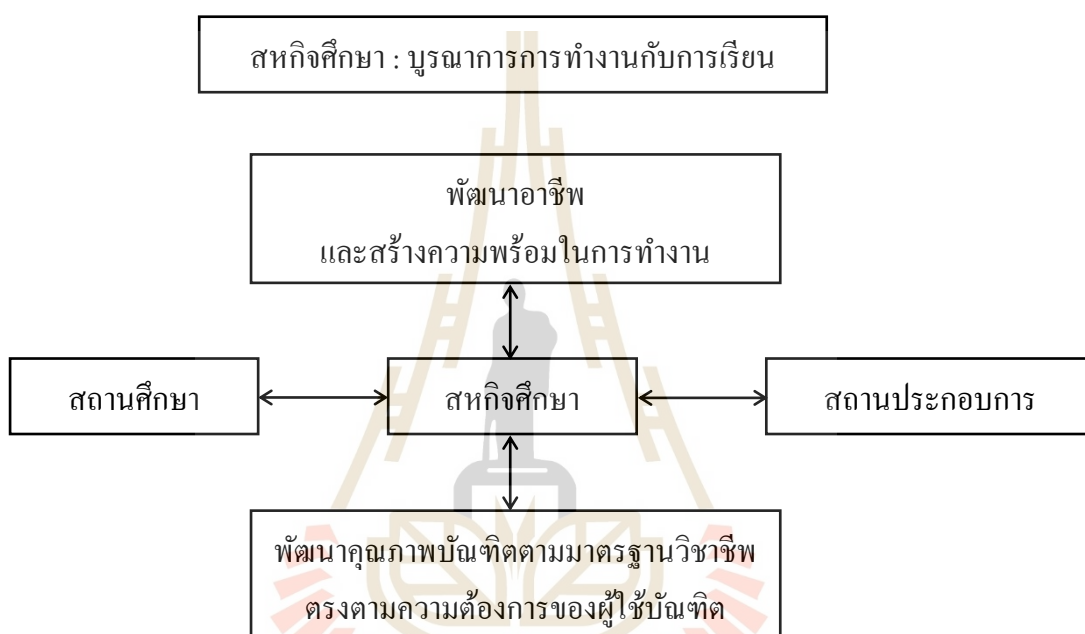 สหกิจศึกษา : บูรณาการการทำงานกับการเรียน
พัฒนาอาชีพ
และสร้างความพร้อมในการทำงาน
สถานศึกษา
สหกิจศึกษา
สถานประกอบการ
พัฒนาคุณภาพบัณฑิตตามมาตรฐานวิชาชีพ
ตรงตามความต้องการของผู้ใช้บัณฑิต